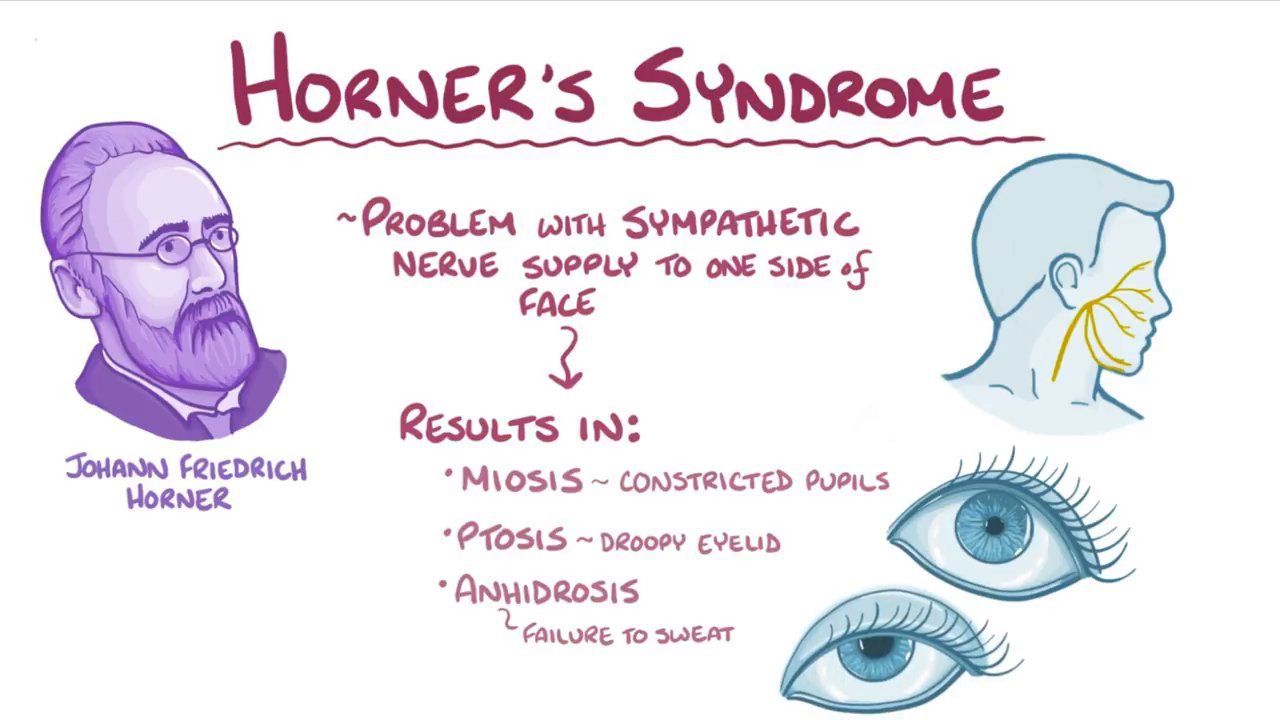 HORNER'S SYNDROME
~PROBLEM WITH SYMPATHETIC
NERVE SUPPLY TO ONE SIDE of
FACE
RESULTS IN:
• MIOSIS ~ CONSTRICTED PUPILS
• PTOSIS ~ DROOPY EYELID
• ANHIDROSIS
FAILURE TO SWEAT
JOHANN FRIEDRICH
HORNER